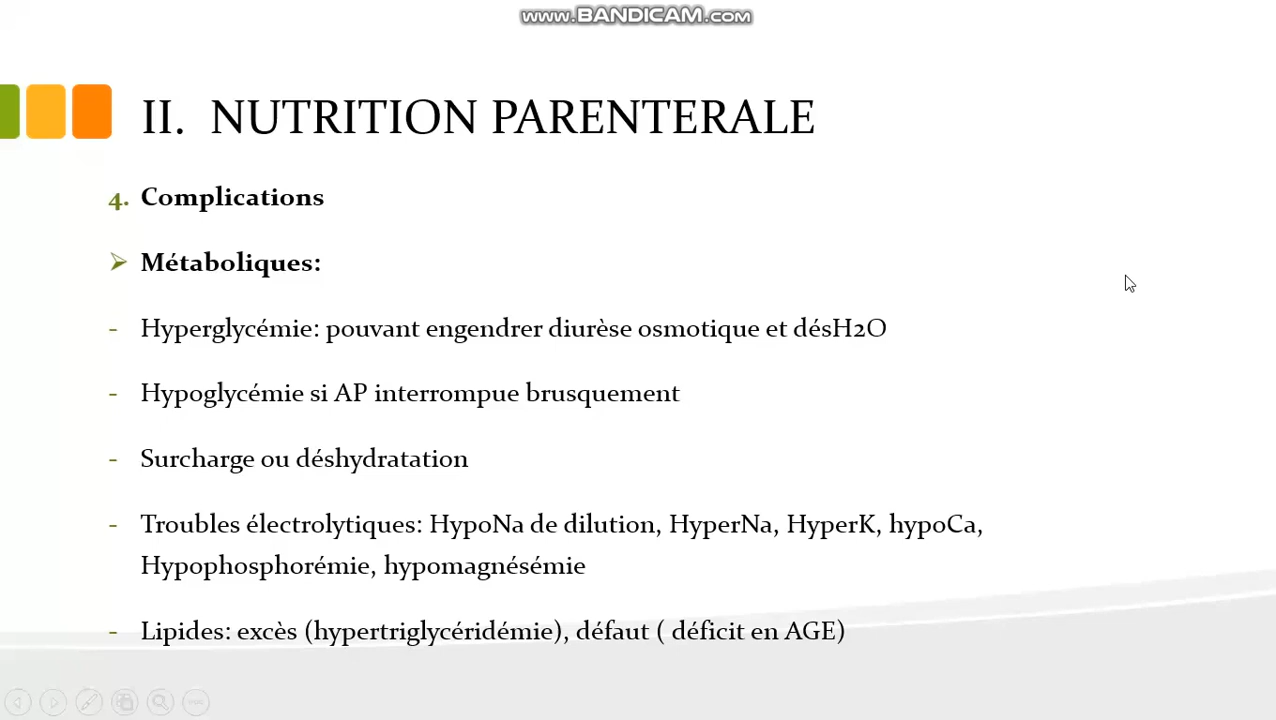 www.BANDICAM.com
II. NUTRITION PARENTERALE
4. Complications
➢ Métaboliques:
- Hyperglycémie: pouvant engendrer diurèse osmotique et désH2O
- Hypoglycémie si AP interrompue brusquement
- Surcharge ou déshydratation
- Troubles électrolytiques: HypoNa de dilution, HyperNa, HyperK, hypoCa,
Hypophosphorémie, hypomagnésémie
- Lipides: excès (hypertriglycéridémie), défaut ( déficit en AGE)